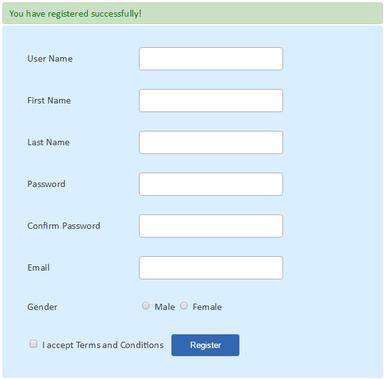 You have registered successfully!
User Name
First Name
Last Name
Password
Confirm Password
Email
Gender Male Female
I accept Terms and Conditions Register